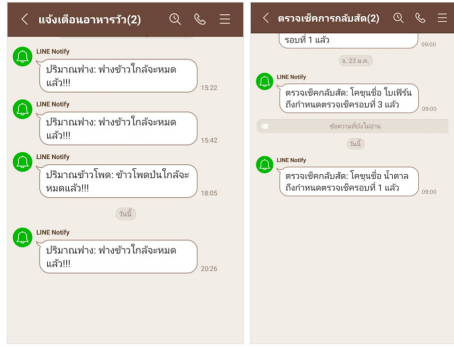 แจ้งเตือนอาหารวัว(2)
LINE Notify
ปริมาณฟาง: ฟางข้าวใกล้จะหมด
แล้ว!!!
15:22
LINE Notify
ปริมาณฟาง: ฟางข้าวใกล้จะหมด
แล้ว!!!
15:42
LINE Notify
ปริมาณข้าวโพด: ข้าวโพดป่นใกล้จะ
หมดแล้ว!!!
18:05
วันนี้
LINE Notify
ปริมาณฟาง: ฟางข้าวใกล้จะหมด
แล้ว!!!
20:26
ตรวจเช็คการกลับสัด(2)
รอบที่ 1 แล้ว
09:00
อ. 23 ม.ค.
LINE Notify
ตรวจเช็คกลับสัด: โคขุนชื่อ ใบเฟิร์น
ถึงกำหนดตรวจเช็ครอบที่ 3 แล้ว
09:00
ข้อความที่ยังไม่อ่าน
วันนี้
LINE Notify
ตรวจเช็คกลับสัด: โคขุนชื่อ น้ำตาล
ถึงกำหนดตรวจเช็ครอบที่ 1 แล้ว
09:00